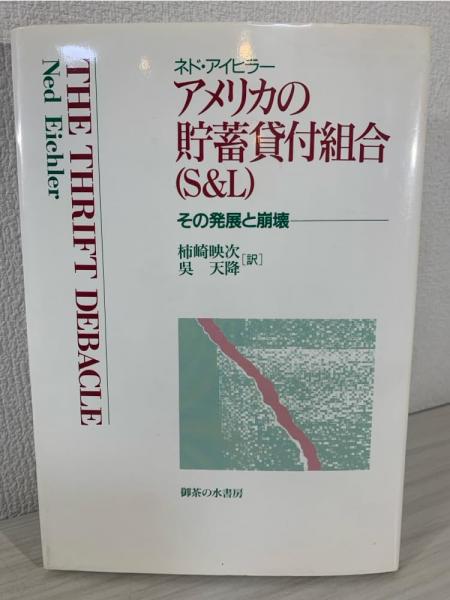 THE THRIFT DEBACLE
Ned Eichler
ネド・アイヒラー
アメリカの
貯蓄貸付組合
(S&L)
その発展と崩壊
柿崎映次
呉 天降[訳]
御茶の水書房